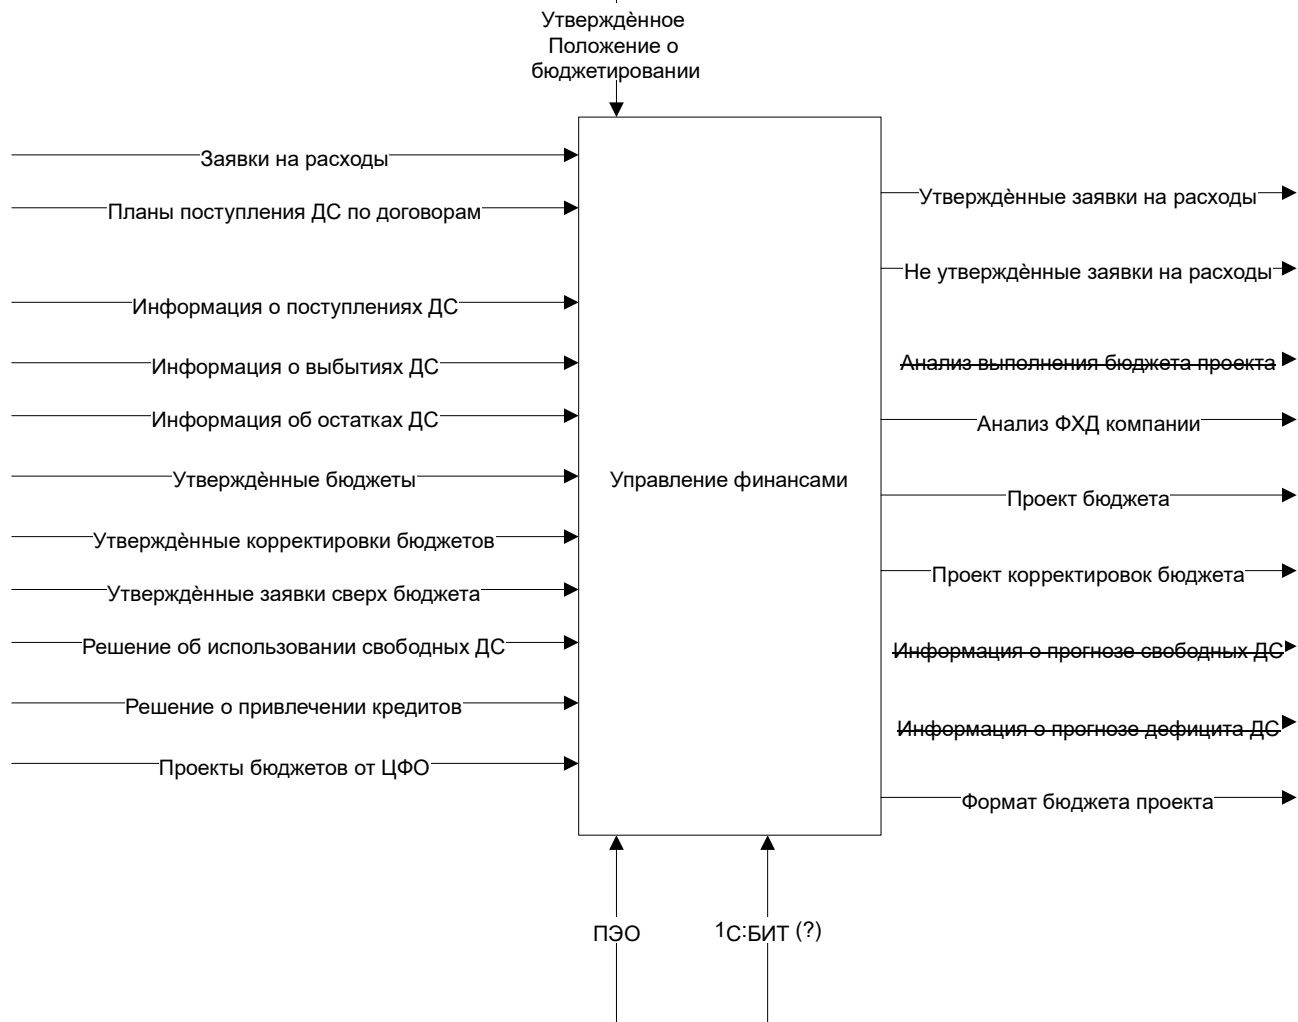 Утверждѐнное
Положение о
бюджетировании
Заявки на расходы
Планы поступления ДС по договорам
Информация о поступлениях ДС
Информация о выбытиях ДС
Информация об остатках ДС
Утверждѐнные бюджеты
Утверждѐнные корректировки бюджетов
Утверждѐнные заявки сверх бюджета
Решение об использовании свободных ДС
Решение о привлечении кредитов
Проекты бюджетов от ЦФО
Управление финансами
Утверждѐнные заявки на расходы
Не утверждѐнные заявки на расходы
Анализ выполнения бюджета проекта
Анализ ФХД компании
Проект бюджета
Проект корректировок бюджета
Информация о прогнозе свободных ДС
Информация о прогнозе дефицита ДС
Формат бюджета проекта
ПЭО
1С:БИТ (?)